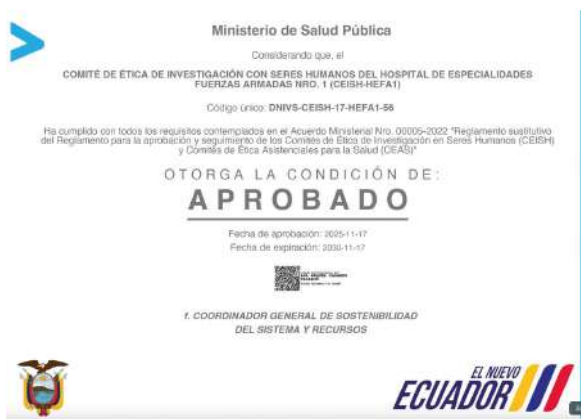 Ministerio de Salud Pública
Considerando que, el
COMITÉ DE ÉTICA DE INVESTIGACIÓN CON SERES HUMANOS DEL HOSPITAL DE ESPECIALIDADES
FUERZAS ARMADAS NRO. 1 (CEISH-HEFA1)
Código único: DNIVS-CEISH-17-HEFA1-56
Ha cumplido con todos los requisitos contemplados en el Acuerdo Ministerial Nro. 00005-2022 "Reglamento sustitutivo
del Reglamento para la aprobación y seguimiento de los Comités de Ética de Investigación en Seres Humanos (CEISH)
y Comités de Ética Asistenciales para la Salud (CEAS)"
OTORGA LA CONDICIÓN DE:
APROBADO
Fecha de aprobación: 2025-11-17
Fecha de expiración: 2030-11-17
f. COORDINADOR GENERAL DE SOSTENIBILIDAD
DEL SISTEMA Y RECURSOS
EL NUEVO
ECUADOR